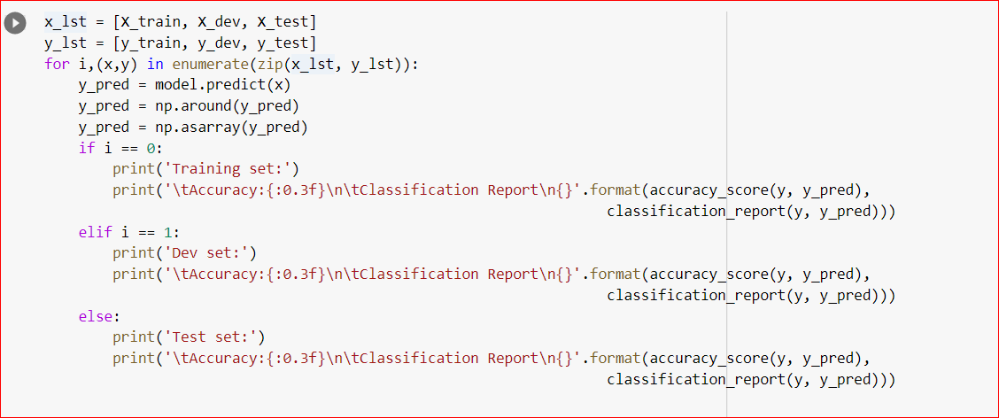 x_lst = [X_train, X_dev, X_test]
y_lst = [y_train, y_dev, y_test]
for i,(x,y) in enumerate(zip(x_lst, y_lst)):
    y_pred = model.predict(x)
    y_pred = np.around(y_pred)
    y_pred = np.asarray(y_pred)
    if i == 0:
        print('Training set:')
        print('\tAccuracy:{:0.3f}\n\tClassification Report\n{}'.format(accuracy_score(y, y_pred),
                                                                  classification_report(y, y_pred)))
    elif i == 1:
        print('Dev set:')
        print('\tAccuracy:{:0.3f}\n\tClassification Report\n{}'.format(accuracy_score(y, y_pred),
                                                                  classification_report(y, y_pred)))
    else:
        print('Test set:')
        print('\tAccuracy:{:0.3f}\n\tClassification Report\n{}'.format(accuracy_score(y, y_pred),
                                                                  classification_report(y, y_pred)))